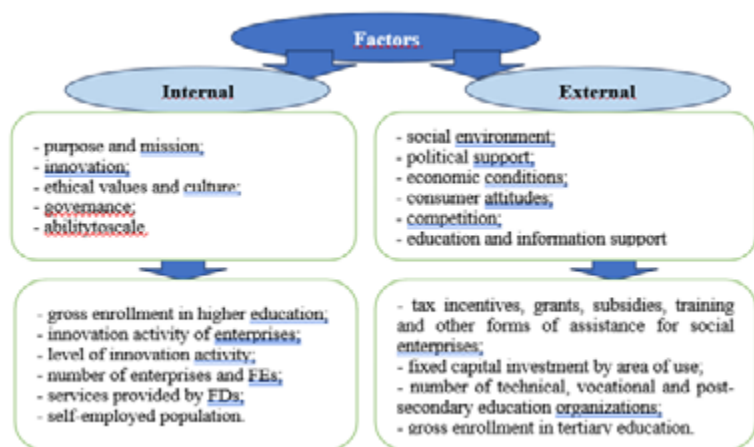 Factors
Internal
- purpose and mission;
- innovation;
- ethical values and culture;
- governance;
- abilitytoscale
- gross enrollment in higher education;
- innovation activity of enterprises;
- level of innovation activity;
- number of enterprises and FEs;
- services provided by FDs;
- self-employed population.
External
- social environment;
- political support;
- economic conditions;
- consumer attitudes;
- competition;
- education and information support
- tax incentives, grants, subsidies, training
and other forms of assistance for social
enterprises;
- fixed capital investment by area of use;
- number of technical, vocational and post-
secondary education organizations;
- gross enrollment in tertiary education.